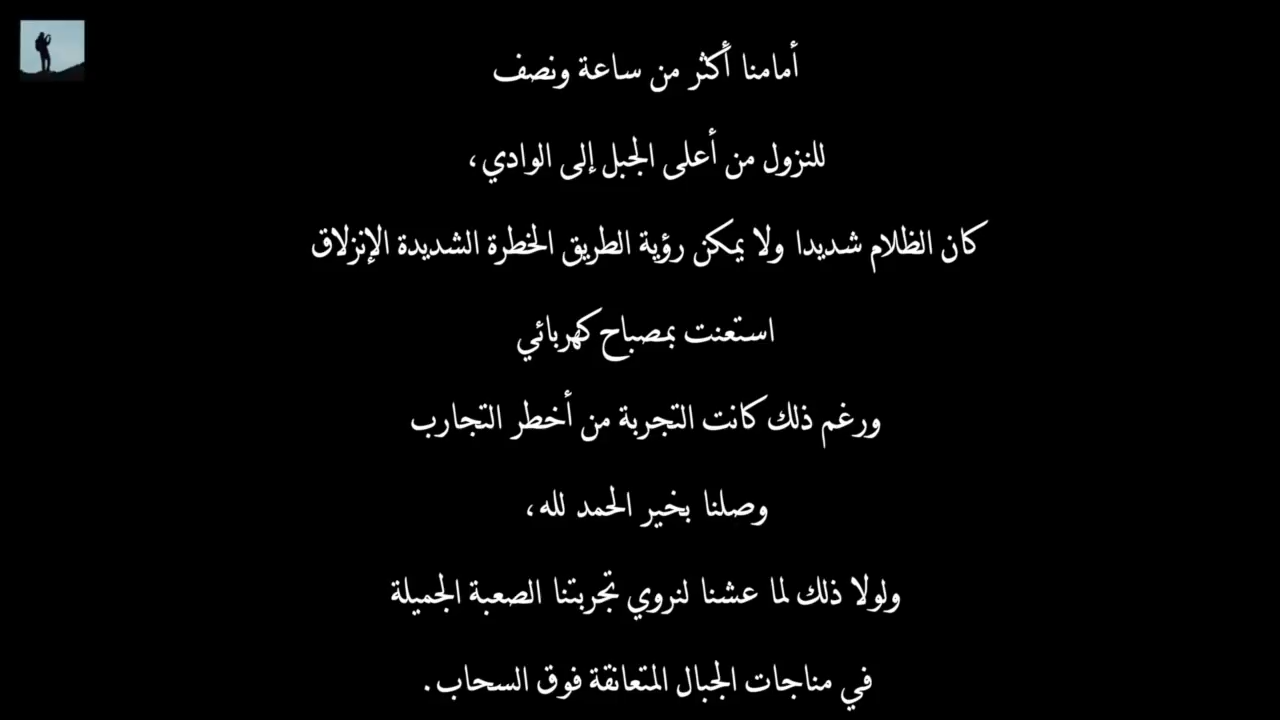 أمامنا أكثر من ساعة ونصف
للنزول من أعلى الجبل إلى الوادي،
كان الظلام شديدا ولا يمكن رؤية الطريق الخطرة الشديدة الإنزلاق
استعنت بمصباح كهربائي
ورغم ذلك كانت التجربة من أخطر التجارب
وصلنا بخير الحمد لله،
ولولا ذلك لما عشنا لنروي تجربتنا الصعبة الجميلة
في مناجات الجبال المتعانقة فوق السحاب.